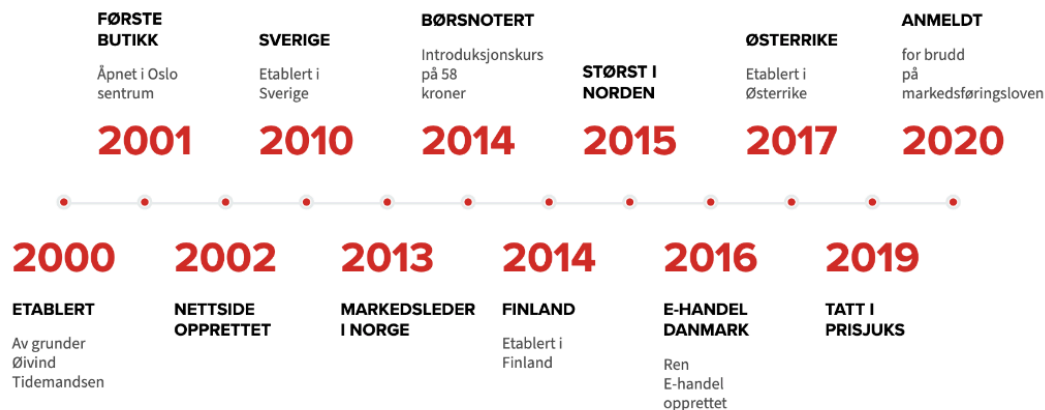 FØRSTE
BUTIKK
Åpnet i Oslo
sentrum
2001
SVERIGE
Etablert i
Sverige
2010
BØRSNOTERT
Introduksjonskurs
på 58
kroner
2014
STØRST I
NORDEN
2015
ØSTERRIKE
Etablert i
Østerrike
2017
ANMELDT
for brudd
på
markedsføringsloven
2020
2000
ETABLERT
Av grunder
Øivind
Tidemandsen
2002
NETTSIDE
OPPRETTET
2013
MARKEDSLEDER
I NORGE
2014
FINLAND
Etablert i
Finland
2016
E-HANDEL
DANMARK
Ren
E-handel
opprettet
2019
TATT I
PRISJUKS